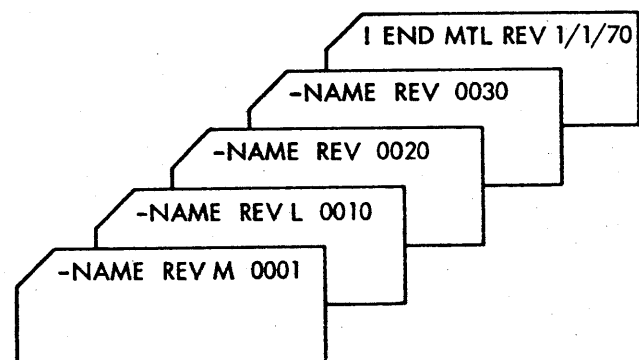 ! END MTL REV 1/1/70
-NAME REV 0030
-NAME REV 0020
-NAME REV L 0010
-NAME REV M 0001